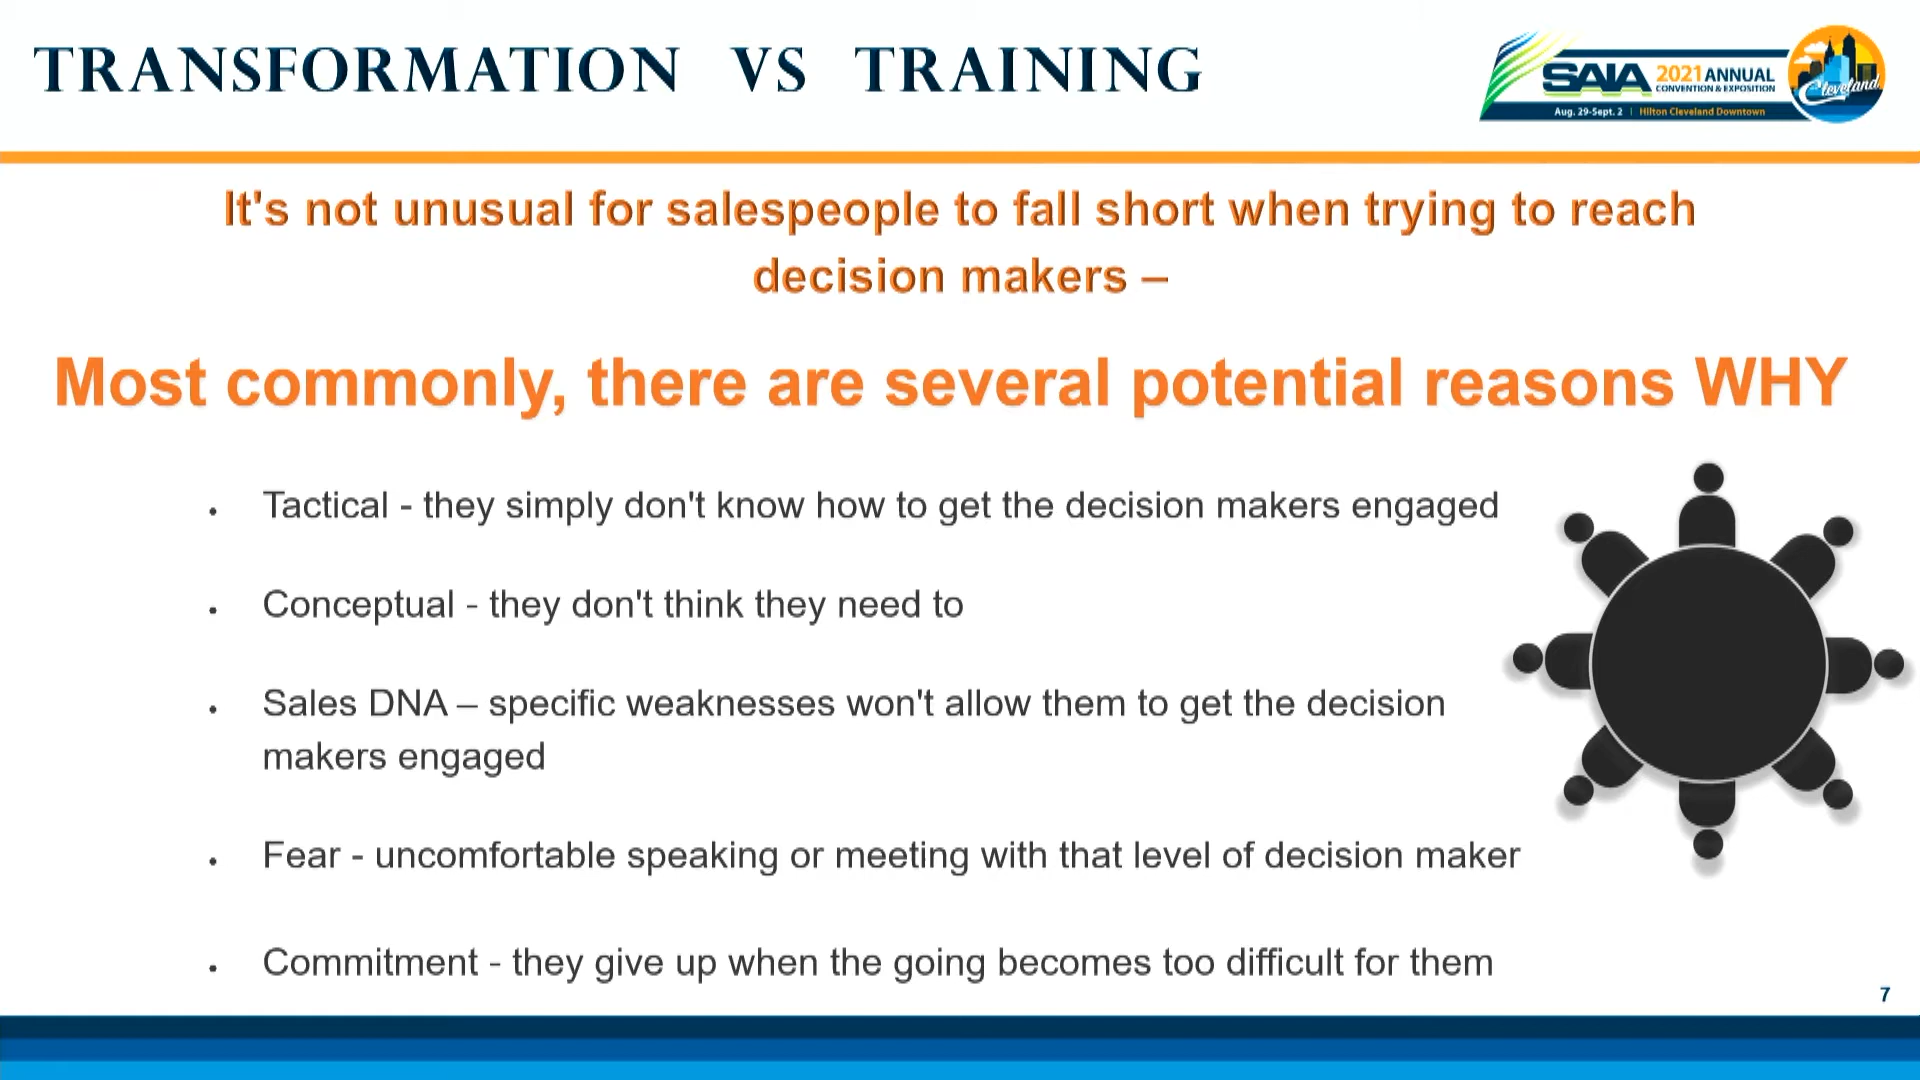 TRANSFORMATION VS TRAINING
SAIA 2021 ANNUAL
CONVENTION & EXPOSITION
Aug. 29-Sept. 2 | Hilton Cleveland Downtown
Cleveland
It's not unusual for salespeople to fall short when trying to reach
decision makers –
Most commonly, there are several potential reasons WHY
• Tactical - they simply don't know how to get the decision makers engaged
• Conceptual - they don't think they need to
• Sales DNA – specific weaknesses won't allow them to get the decision
makers engaged
• Fear - uncomfortable speaking or meeting with that level of decision maker
• Commitment - they give up when the going becomes too difficult for them
7